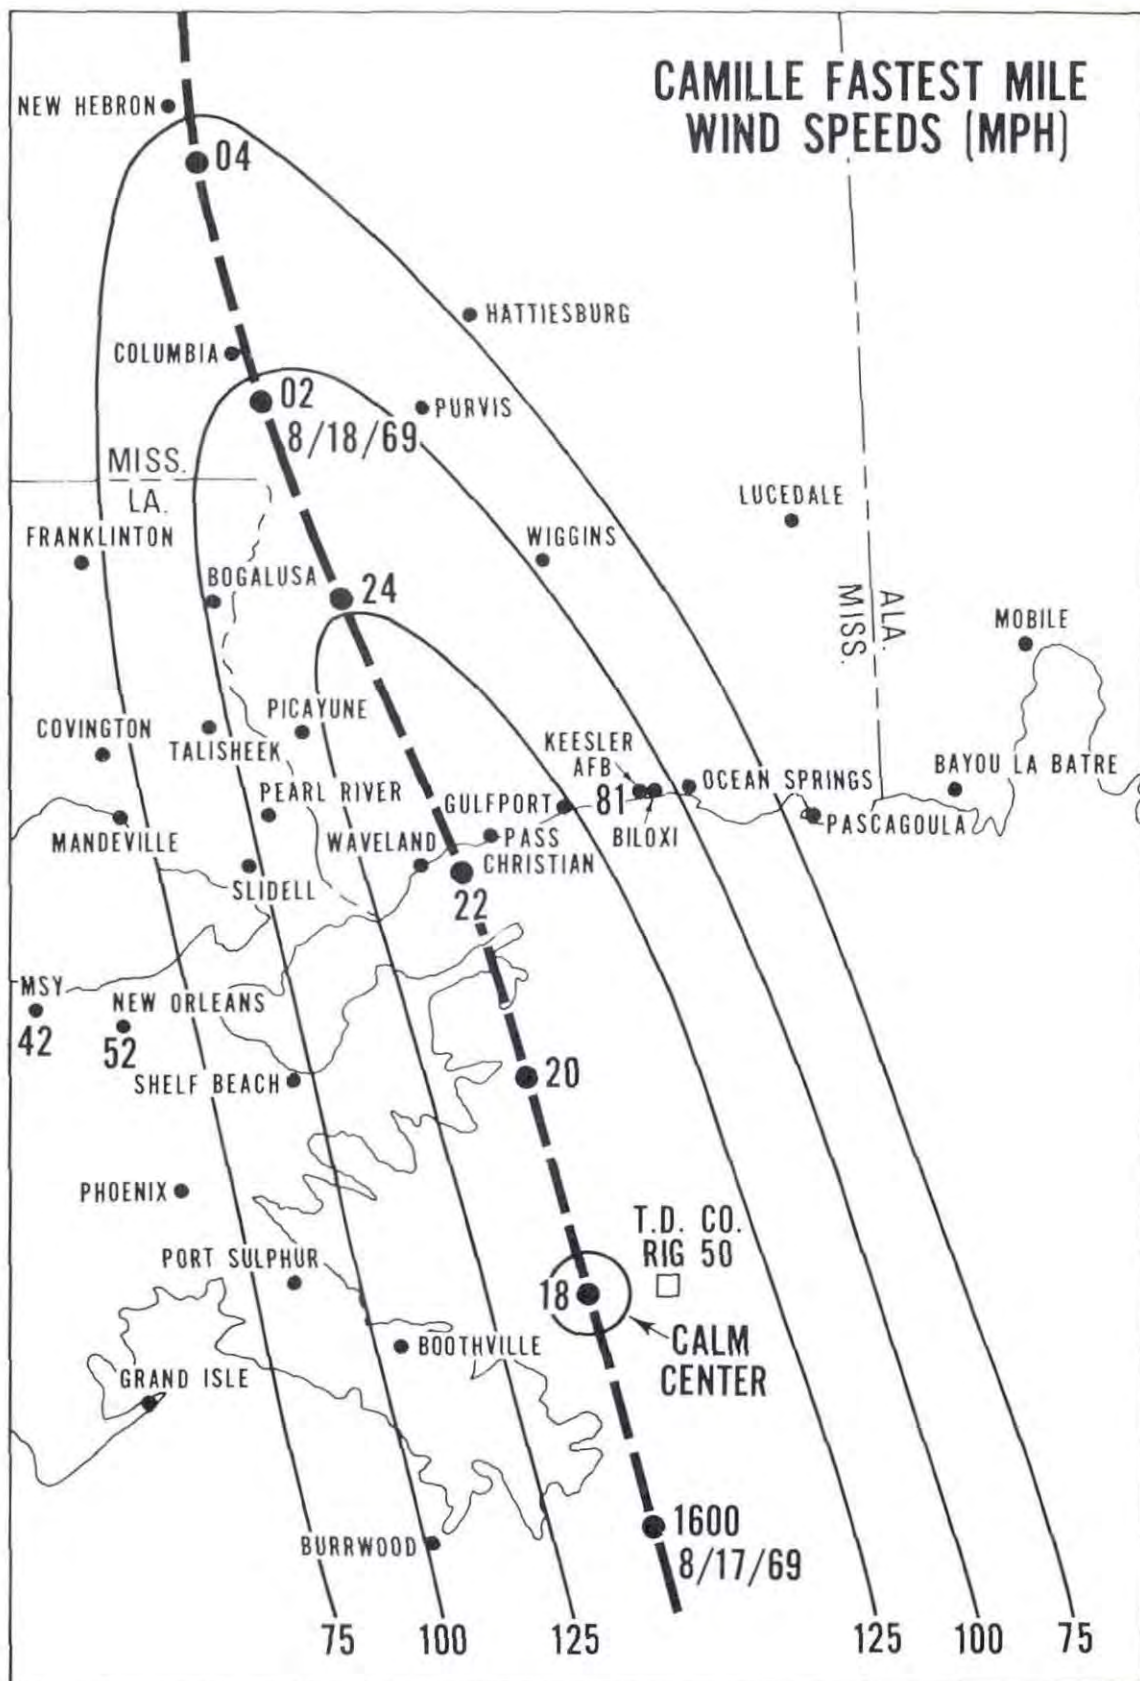 CAMILLE FASTEST MILE
WIND SPEEDS (MPH)
NEW HEBRON
04
HATTIESBURG
COLUMBIA
02
8/18/69
PURVIS
MISS.
LA.
LUCEDALE
FRANKLINTON
WIGGINS
BOGALUSA
24
ALA.
MISS.
MOBILE
COVINGTON
PICAYUNE
TALISHEEK
KEESLER
AFB
OCEAN SPRINGS
BAYOU LA BATRE
PEARL RIVER
GULFPORT
81
MANDEVILLE
WAVELAND
PASS
CHRISTIAN
BILOXI
PASCAGOULA
SLIDELL
22
MSY
42
NEW ORLEANS
52
SHELF BEACH
20
PHOENIX
T.D. CO.
RIG 50
PORT SULPHUR
18
BOOTHVILLE
CALM
CENTER
GRAND ISLE
1600
8/17/69
BURRWOOD
75
100
125
125
100
75